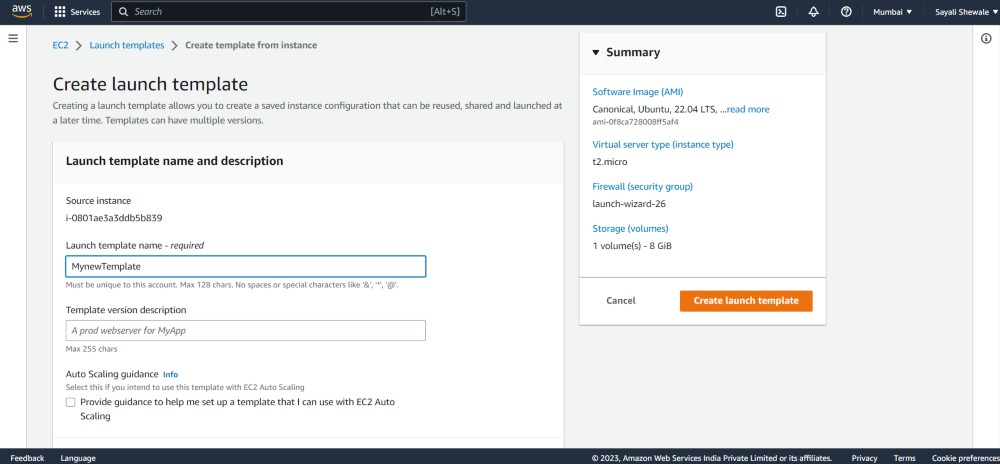 aws
Services
Search
[Alt+S]
Mumbai ▼
Sayali Shewale ▼
EC2 > Launch templates > Create template from instance
Create launch template
Creating a launch template allows you to create a saved instance configuration that can be reused, shared and launched at
a later time. Templates can have multiple versions.
Launch template name and description
Source instance
i-0801ae3a3ddb5b839
Launch template name - required
MynewTemplate
Must be unique to this account. Max 128 chars. No spaces or special characters like '&', '*', '@'.
Template version description
A prod webserver for MyApp
Max 255 chars
Auto Scaling guidance Info
Select this if you intend to use this template with EC2 Auto Scaling
Provide guidance to help me set up a template that I can use with EC2 Auto
Scaling
▼ Summary
Software Image (AMI)
Canonical, Ubuntu, 22.04 LTS, ...read more
ami-0f8ca728008ff5af4
Virtual server type (instance type)
t2.micro
Firewall (security group)
launch-wizard-26
Storage (volumes)
1 volume(s) - 8 GiB
Cancel
Create launch template
Feedback
Language
© 2023, Amazon Web Services India Private Limited or its affiliates.
Privacy
Terms
Cookie preferences